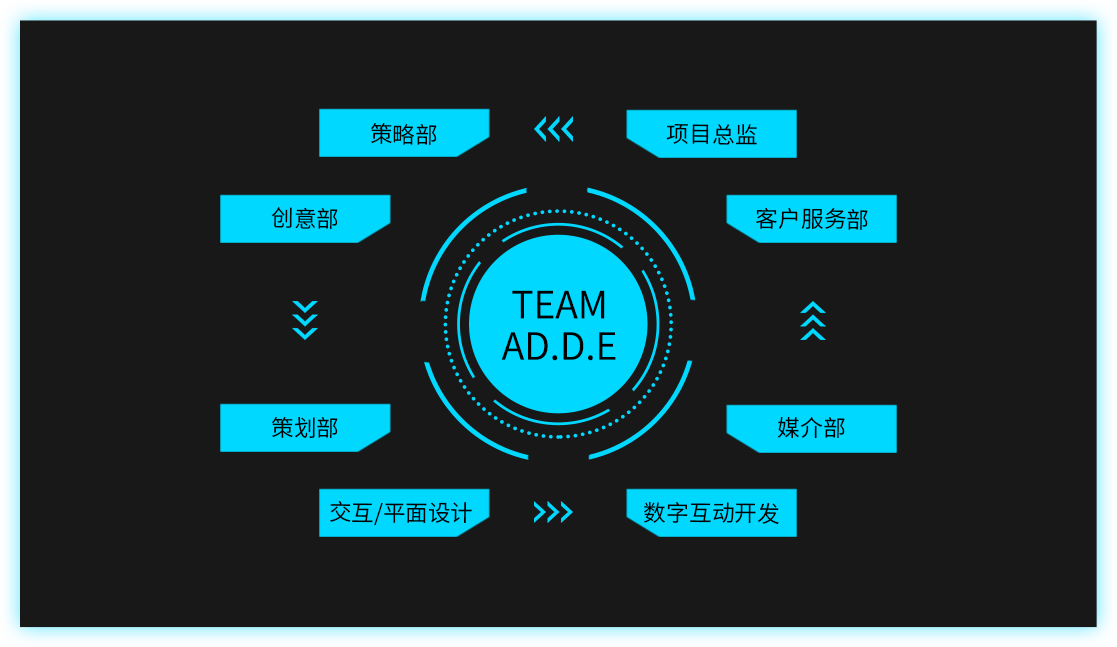 策略部
项目总监
创意部
客户服务部
TEAM
AD.D.E
策划部
媒介部
交互/平面设计
数字互动开发